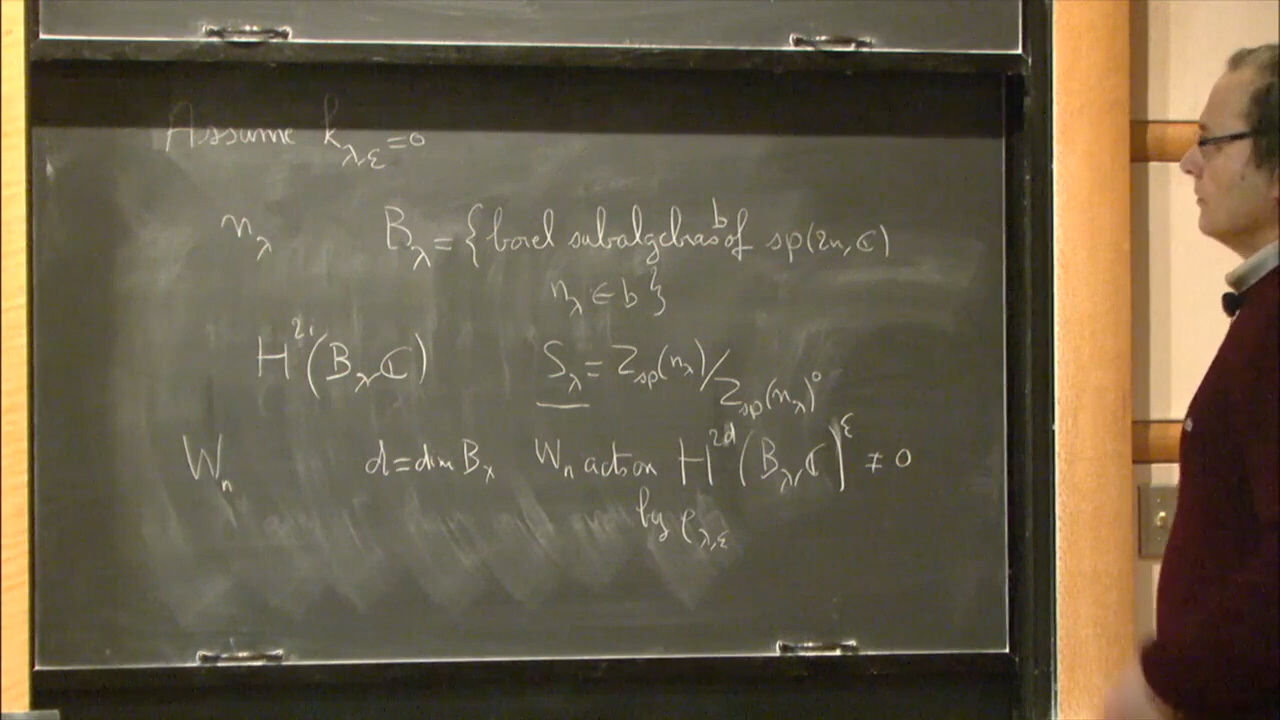 Assume k_{λ,ε} = 0
n_λ B_λ = { borel subalgebras b of sp(2n, ℂ)
n_λ ∈ b }
H^{2i}(B_λ, ℂ) S_λ = Z_{sp}(n_λ) / Z_{sp}(n_λ)^0
W_n d = dim B_λ W_n action H^{2d}(B_λ, ℂ)^ε ≠ 0
by ρ_{λ,ε}